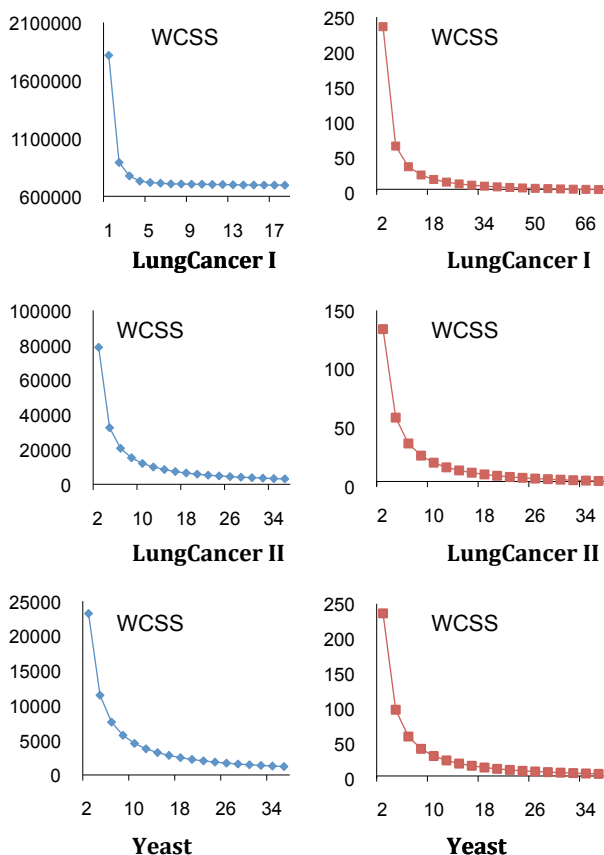 2100000
WCSS
1600000
1100000
600000
1 5 9 13 17
LungCancer I
250
WCSS
200
150
100
50
0
2 18 34 50 66
LungCancer I
100000
WCSS
80000
60000
40000
20000
0
2 10 18 26 34
LungCancer II
150
WCSS
100
50
0
2 10 18 26 34
LungCancer II
25000
WCSS
20000
15000
10000
5000
0
2 10 18 26 34
Yeast
250
WCSS
200
150
100
50
0
2 10 18 26 34
Yeast